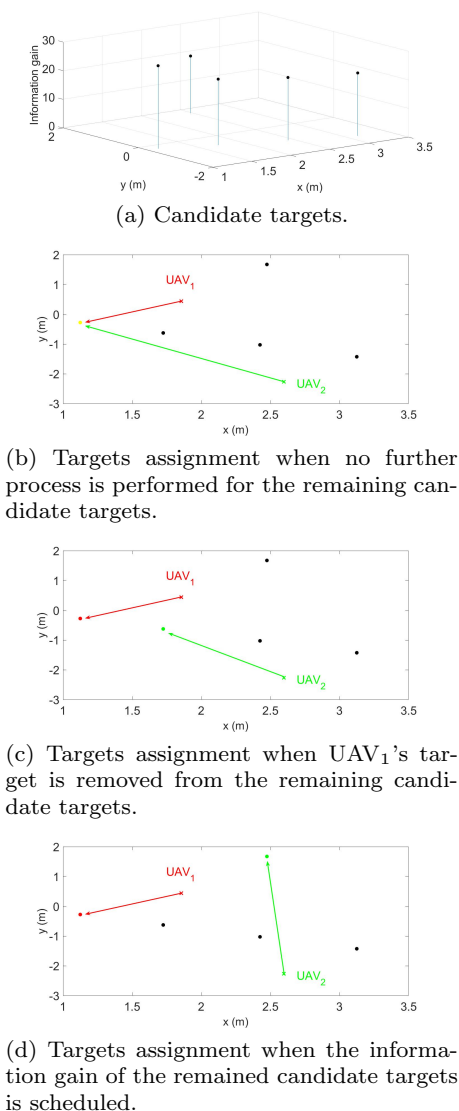 30
20
10
0
Information gain
2
0
-2
y (m)
1
1.5
2
2.5
3
3.5
x (m)
(a) Candidate targets.
2
1
0
-1
-2
-3
y (m)
UAV1
UAV2
1
1.5
2
2.5
3
3.5
x (m)
(b) Targets assignment when no further
process is performed for the remaining can-
didate targets.
2
1
0
-1
-2
-3
y (m)
UAV1
UAV2
1
1.5
2
2.5
3
3.5
x (m)
(c) Targets assignment when UAV1's tar-
get is removed from the remaining candi-
date targets.
2
1
0
-1
-2
-3
y (m)
UAV1
UAV2
1
1.5
2
2.5
3
3.5
x (m)
(d) Targets assignment when the informa-
tion gain of the remained candidate targets
is scheduled.